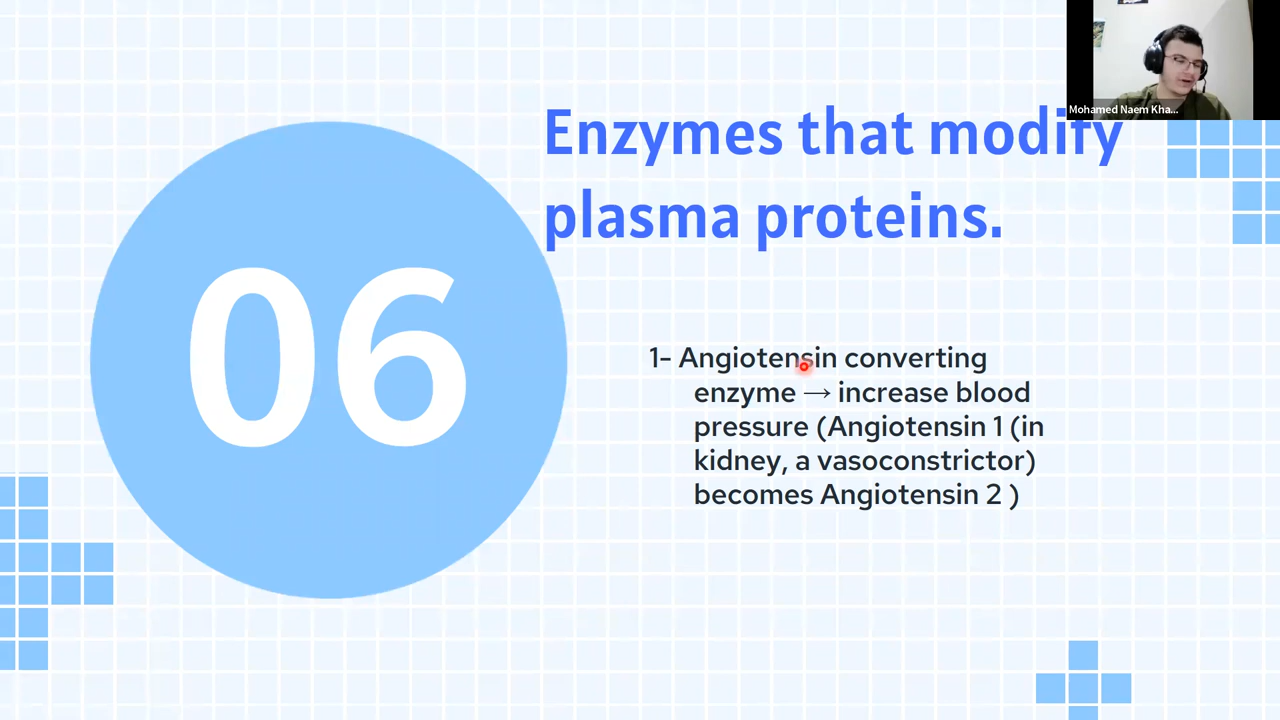 Mohamed Naem Kha...
Enzymes that modify
plasma proteins.
06
1- Angiotensin converting
enzyme → increase blood
pressure (Angiotensin 1 (in
kidney, a vasoconstrictor)
becomes Angiotensin 2 )